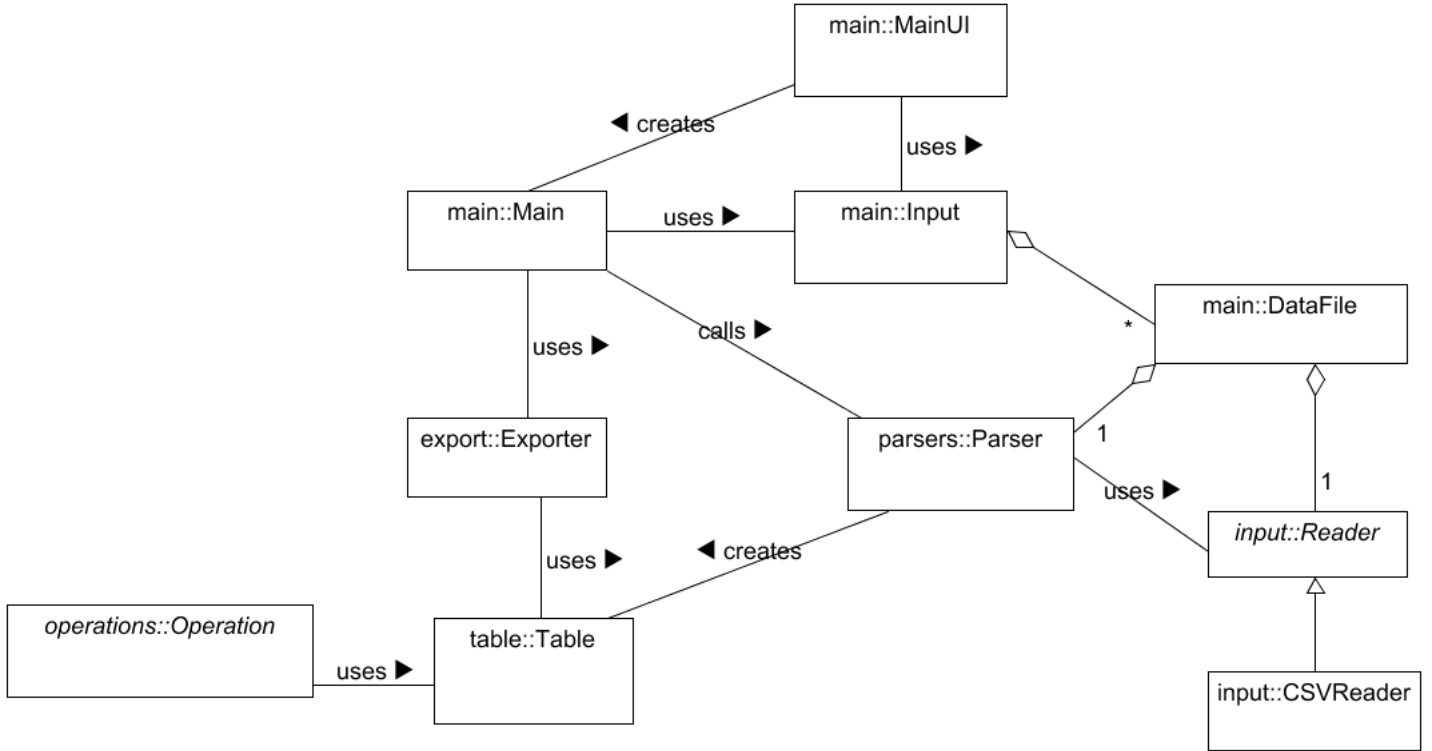 main::MainUI
◀ creates
uses ▶
main::Main
uses ▶
main::Input
main::DataFile
*
calls ▶
uses ▶
export::Exporter
parsers::Parser
1
1
uses ▶
input::Reader
◀ creates
uses ▶
operations::Operation
table::Table
uses ▶
input::CSVReader